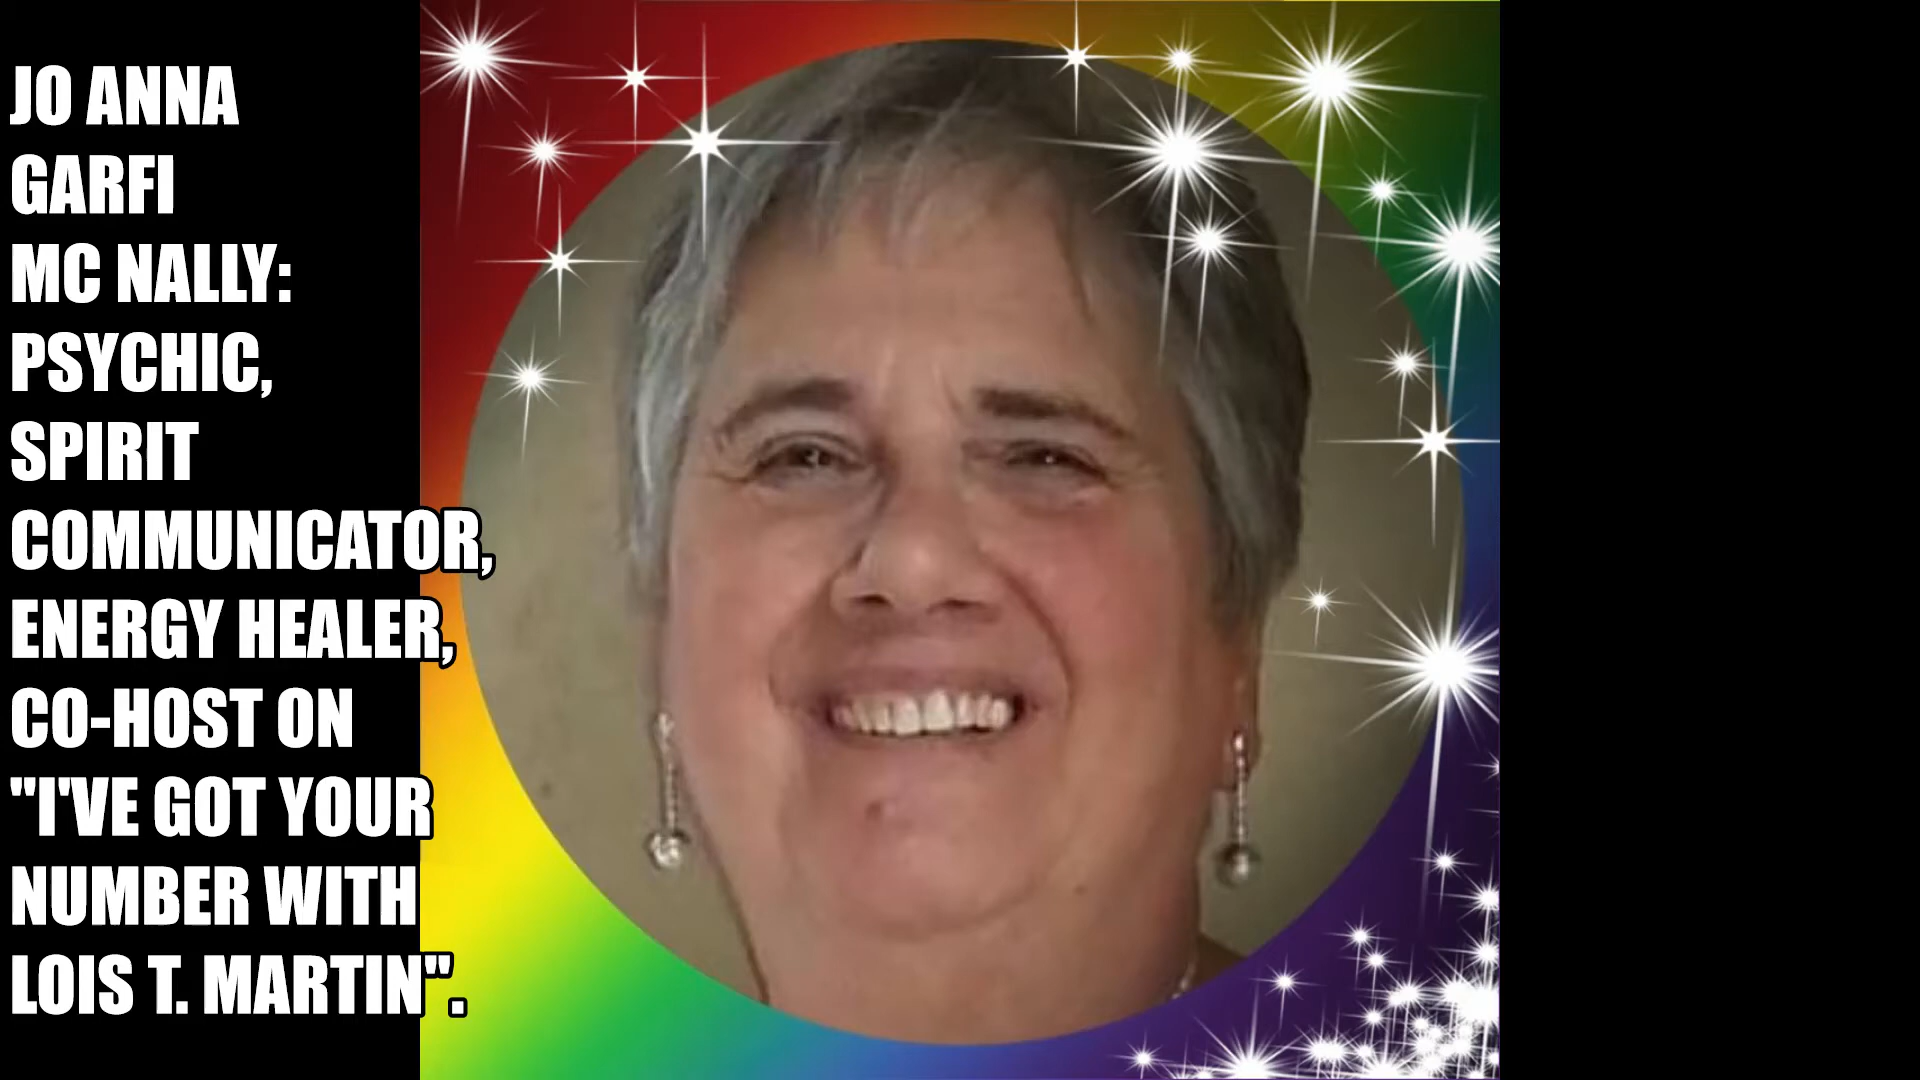 JO ANNA
GARFI
MC NALLY:
PSYCHIC,
SPIRIT
COMMUNICATOR,
ENERGY HEALER,
CO-HOST ON
"I'VE GOT YOUR
NUMBER WITH
LOIS T. MARTIN".